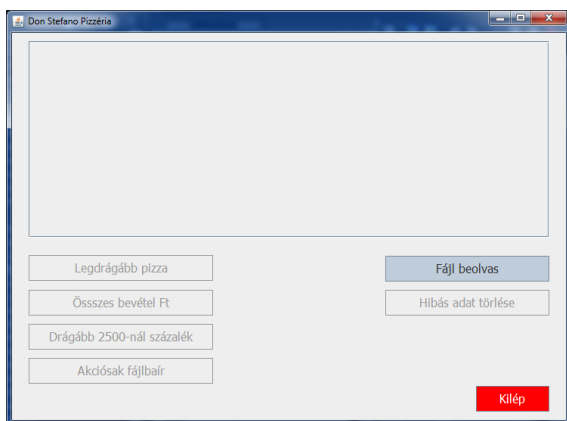 Don Stefano Pizzéria
Legdrágább pizza
Fájl beolvas
Össszes bevétel Ft
Hibás adat törlése
Drágább 2500-nál százalék
Akciósak fájlbaír
Kilép